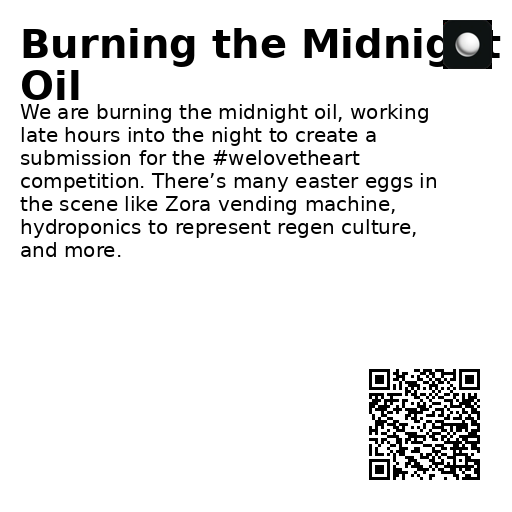 Burning the Midnight
Oil
We are burning the midnight oil, working
late hours into the night to create a
submission for the #welovetheart
competition. There’s many easter eggs in
the scene like Zora vending machine,
hydroponics to represent regen culture,
and more.